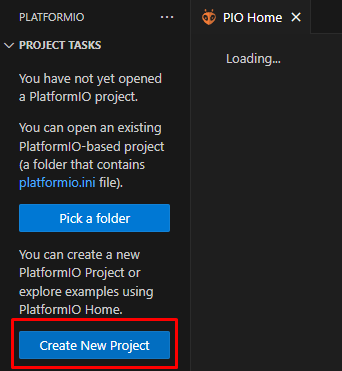 PLATFORMIO
PROJECT TASKS
You have not yet opened
a PlatformIO project.
You can open an existing
PlatformIO-based project
(a folder that contains
platformio.ini file).
Pick a folder
You can create a new
PlatformIO Project or
explore examples using
PlatformIO Home.
Create New Project
PIO Home
Loading...